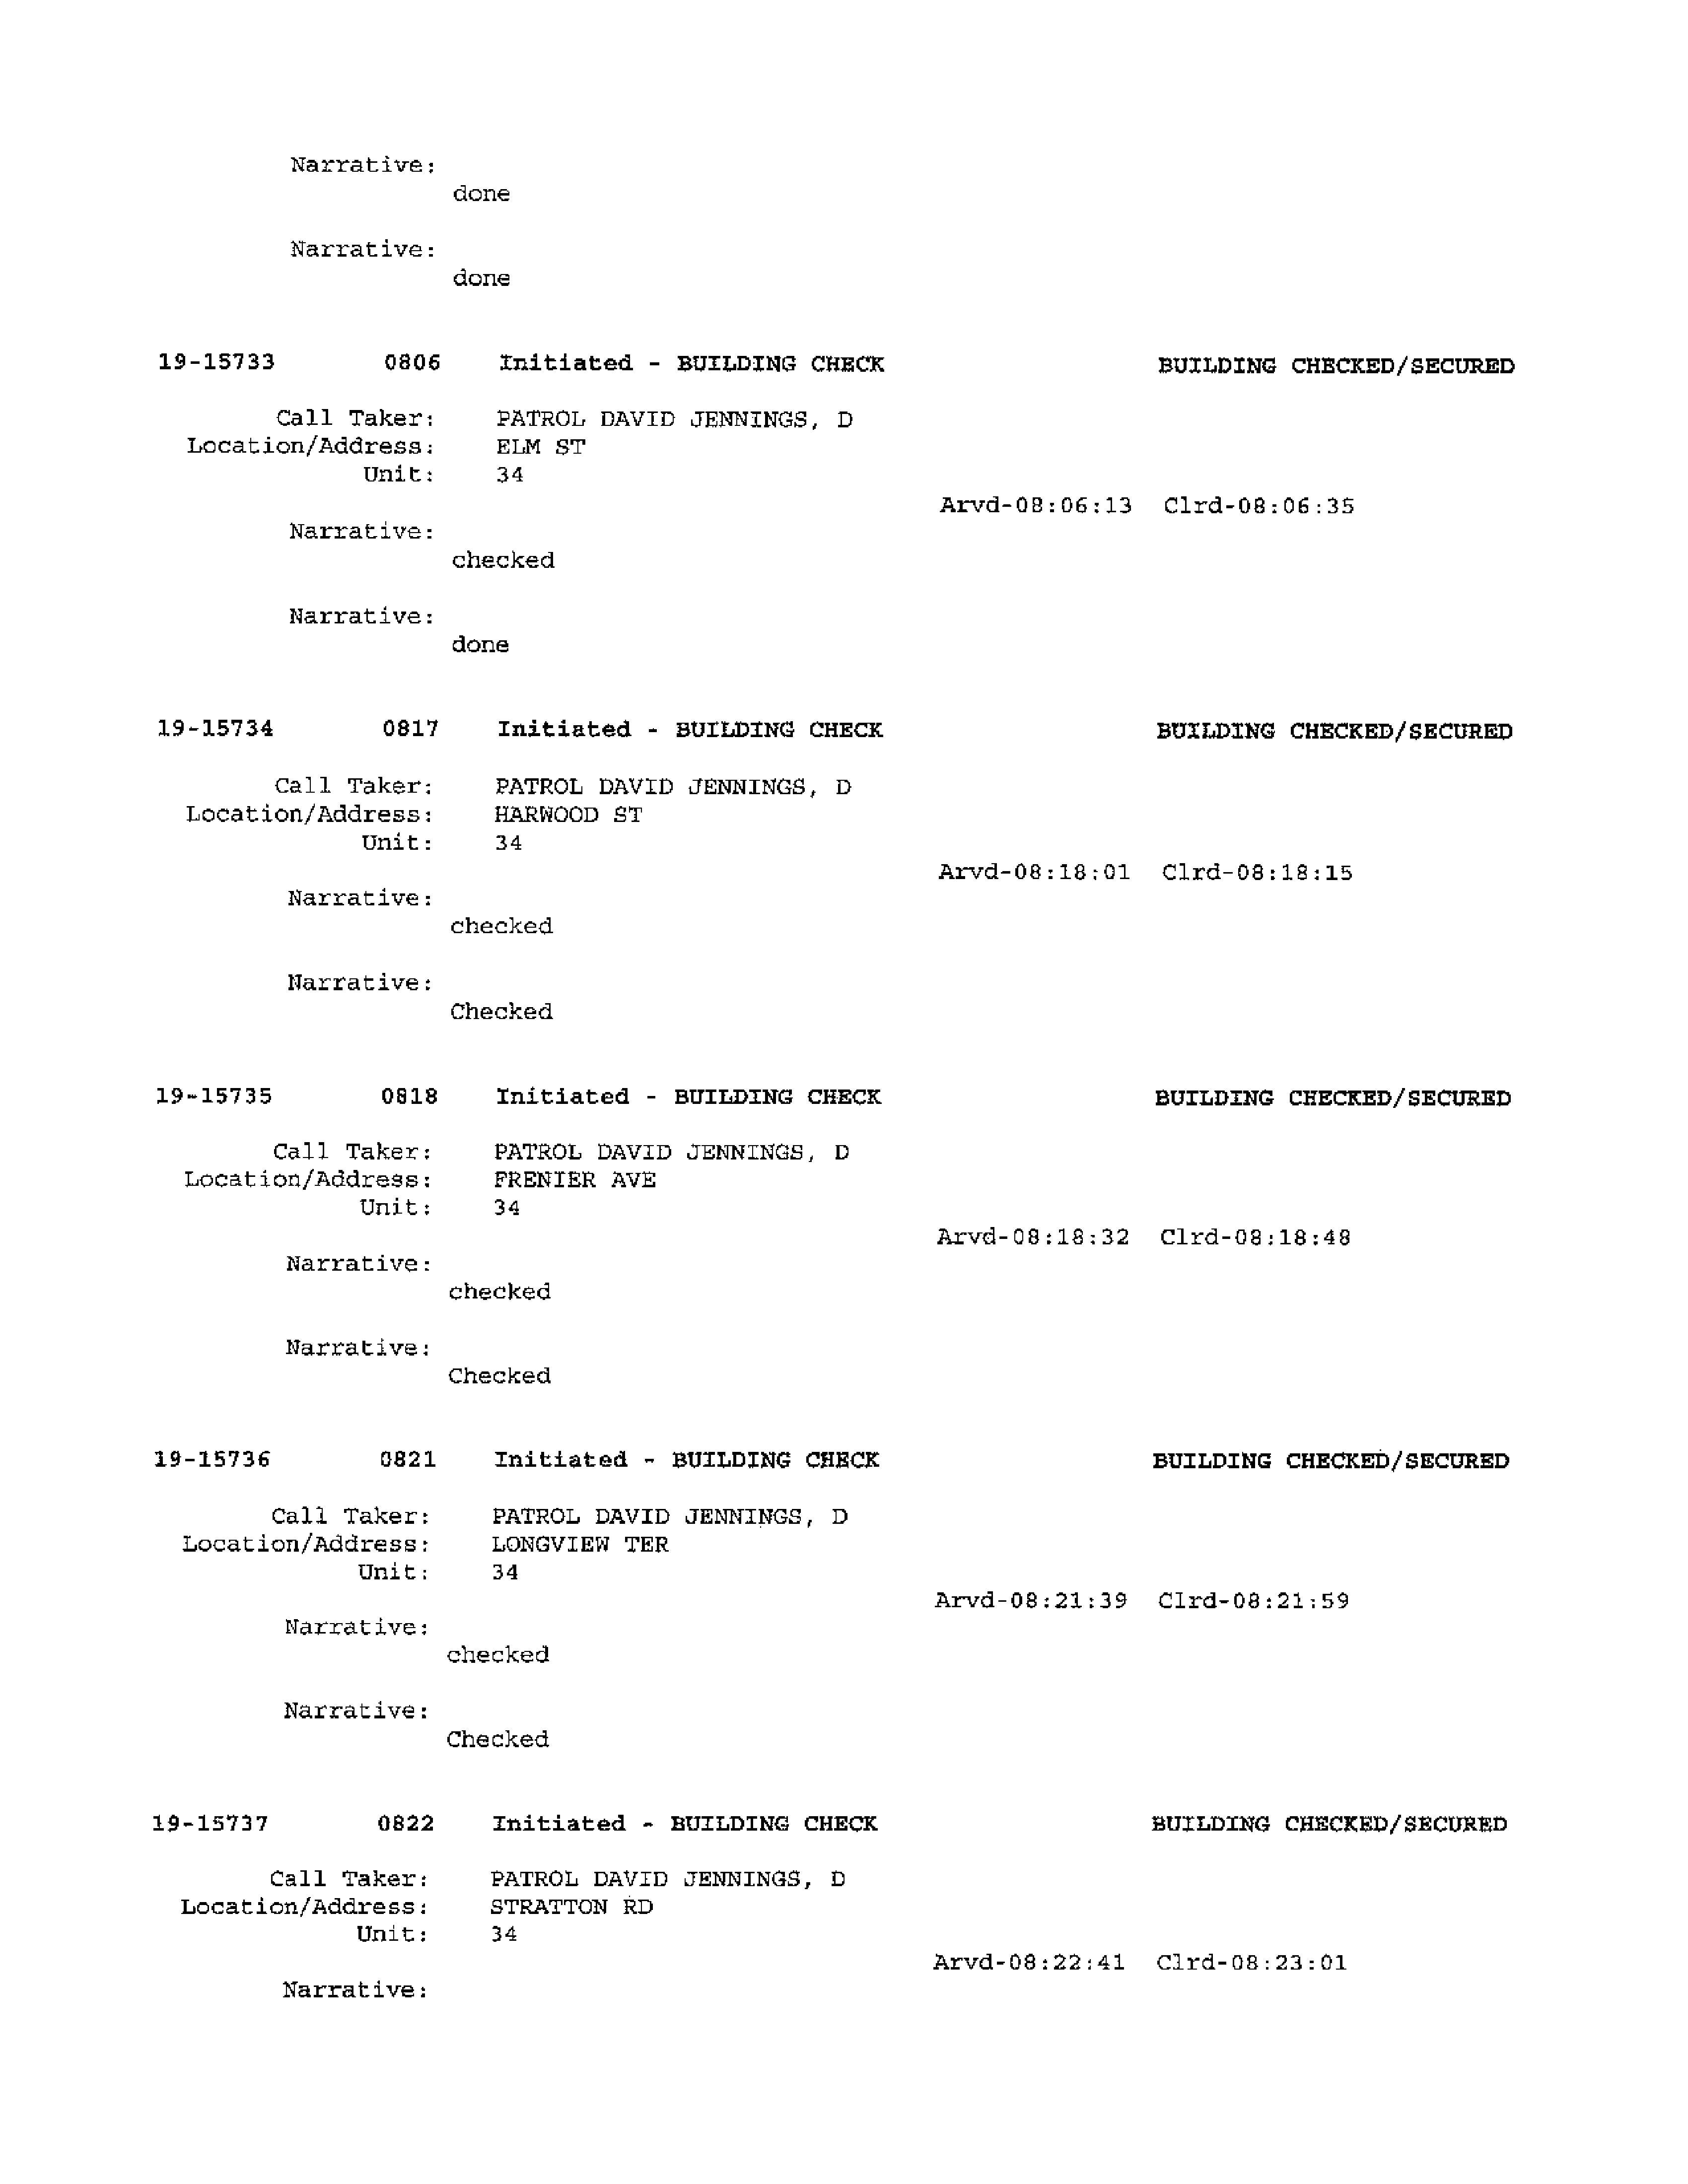 Narrative:
done
Narrative:
done
19-15733 0806 Initiated - BUILDING CHECK BUILDING CHECKED/SECURED
Call Taker: PATROL DAVID JENNINGS, D
Location/Address: ELM ST
Unit: 34
Arvd-08:06:13 Clrd-08:06:35
Narrative:
checked
Narrative:
done
19-15734 0817 Initiated - BUILDING CHECK BUILDING CHECKED/SECURED
Call Taker: PATROL DAVID JENNINGS, D
Location/Address: HARWOOD ST
Unit: 34
Arvd-08:18:01 Clrd-08:18:15
Narrative:
checked
Narrative:
Checked
19-15735 0818 Initiated - BUILDING CHECK BUILDING CHECKED/SECURED
Call Taker: PATROL DAVID JENNINGS, D
Location/Address: FRENIER AVE
Unit: 34
Arvd-08:18:32 Clrd-08:18:48
Narrative:
checked
Narrative:
Checked
19-15736 0821 Initiated - BUILDING CHECK BUILDING CHECKED/SECURED
Call Taker: PATROL DAVID JENNINGS, D
Location/Address: LONGVIEW TER
Unit: 34
Arvd-08:21:39 Clrd-08:21:59
Narrative:
checked
Narrative:
Checked
19-15737 0822 Initiated - BUILDING CHECK BUILDING CHECKED/SECURED
Call Taker: PATROL DAVID JENNINGS, D
Location/Address: STRATTON RD
Unit: 34
Arvd-08:22:41 Clrd-08:23:01
Narrative: